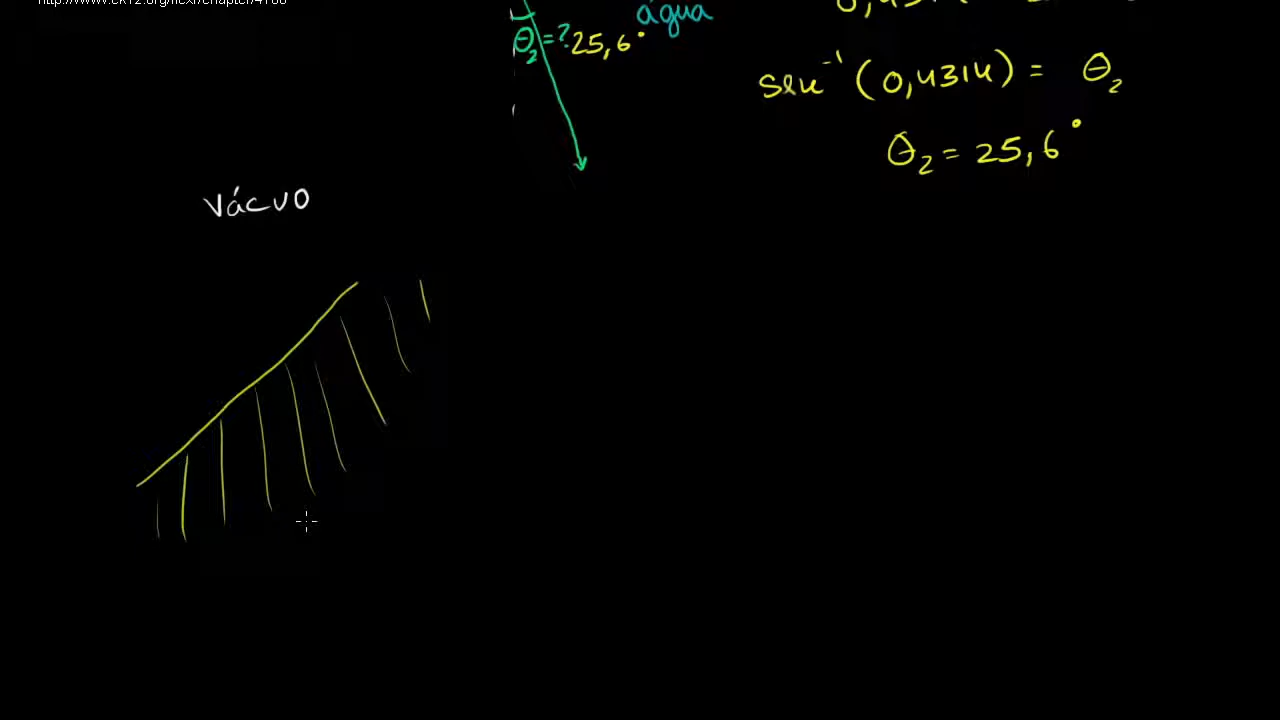 água
θ₂=? 25,6°
sen⁻¹(0,4314) = θ₂
θ₂ = 25,6°
vácuo